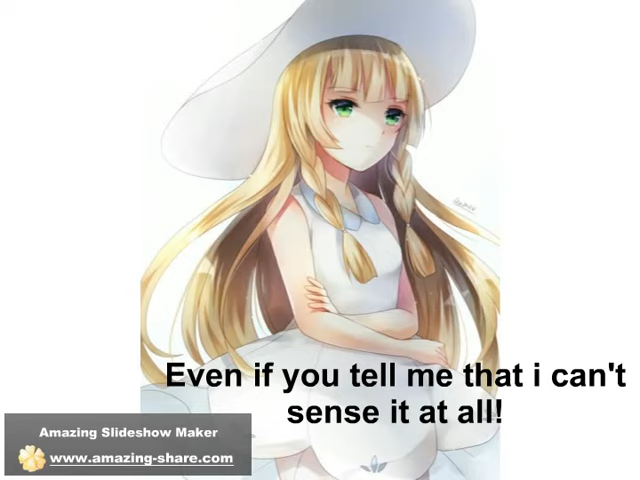 Even if you tell me that i can't
sense it at all!
Amazing Slideshow Maker
www.amazing-share.com